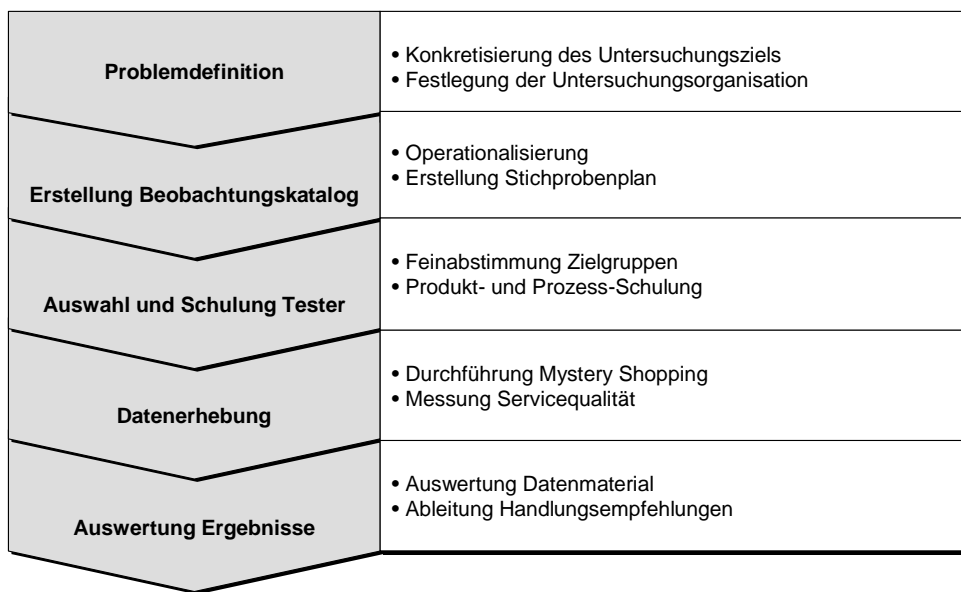 Problemdefinition
• Konkretisierung des Untersuchungsziels
• Festlegung der Untersuchungsorganisation
Erstellung Beobachtungskatalog
• Operationalisierung
• Erstellung Stichprobenplan
Auswahl und Schulung Tester
• Feinabstimmung Zielgruppen
• Produkt- und Prozess-Schulung
Datenerhebung
• Durchführung Mystery Shopping
• Messung Servicequalität
Auswertung Ergebnisse
• Auswertung Datenmaterial
• Ableitung Handlungsempfehlungen